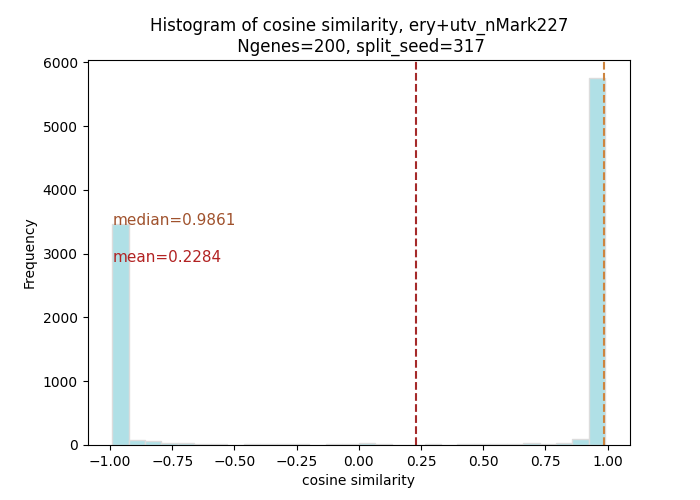 Histogram of cosine similarity, ery+utv_nMark227
Ngenes=200, split_seed=317
6000
5000
4000
3000
2000
1000
0
Frequency
median=0.9861
mean=0.2284
−1.00
−0.75
−0.50
−0.25
0.00
0.25
0.50
0.75
1.00
cosine similarity